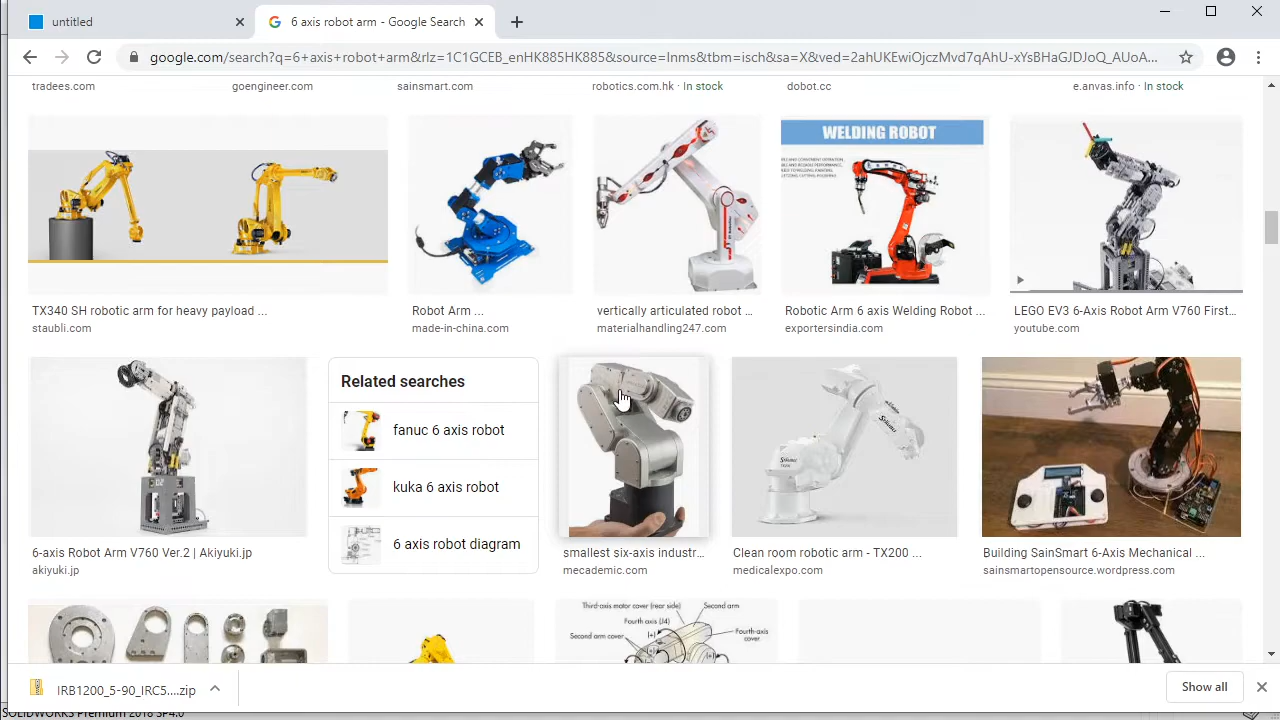 untitled
6 axis robot arm - Google Search
google.com/search?q=6+axis+robot+arm&rlz=1C1GCEB_enHK885HK885&source=lnms&tbm=isch&sa=X&ved=2ahUKEwiOjczMvd7qAhU-xYsBHaGJDJoQ_AUoA...
tradees.com
goengineer.com
sainsmart.com
robotics.com.hk · In stock
dobot.cc
e.anvas.info · In stock
WELDING ROBOT
TX340 SH robotic arm for heavy payload ...
staubli.com
Robot Arm ...
made-in-china.com
vertically articulated robot ...
materialhandling247.com
Robotic Arm 6 axis Welding Robot ...
exportersindia.com
LEGO EV3 6-Axis Robot Arm V760 First...
youtube.com
Related searches
fanuc 6 axis robot
kuka 6 axis robot
6 axis robot diagram
6-axis Robot Arm V760 Ver.2 | Akiyuki.jp
akiyuki.jp
smallest six-axis industr...
mecademic.com
Clean room robotic arm - TX200 ...
medicalexpo.com
Building SainSmart 6-Axis Mechanical ...
sainsmartopensource.wordpress.com
Third-axis motor cover (rear side)
Second arm
Fourth axis (J4)
Second arm cover
Fourth-axis
cover
IRB1200_5-90_IRC5....zip
Show all
SOLIDWORKS Premium 2018 SP4.0